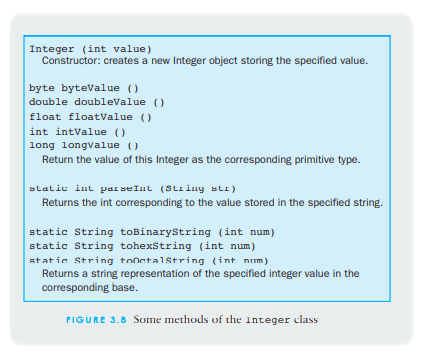 Integer (int value)
Constructor: creates a new Integer object storing the specified value.
byte byteValue ()
double doubleValue ()
float floatValue ()
int intValue ()
long longValue ()
Return the value of this Integer as the corresponding primitive type.
static int parseInt (String str)
Returns the int corresponding to the value stored in the specified string.
static String toBinaryString (int num)
static String tohexString (int num)
static String toOctalString (int num)
Returns a string representation of the specified integer value in the
corresponding base.
FIGURE 3.8 Some methods of the Integer class